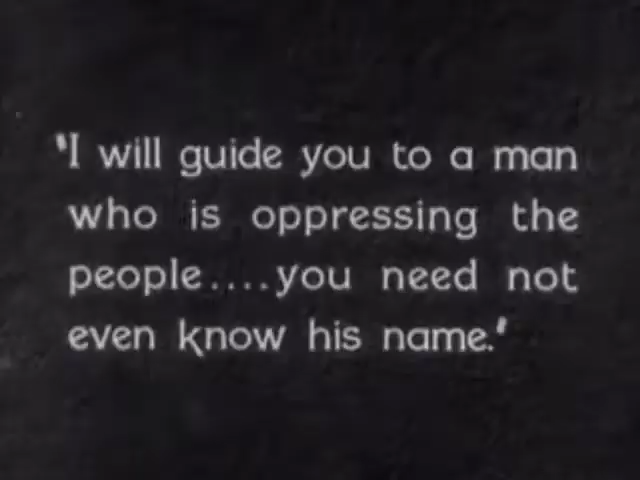 'I will guide you to a man
who is oppressing the
people....you need not
even know his name.'